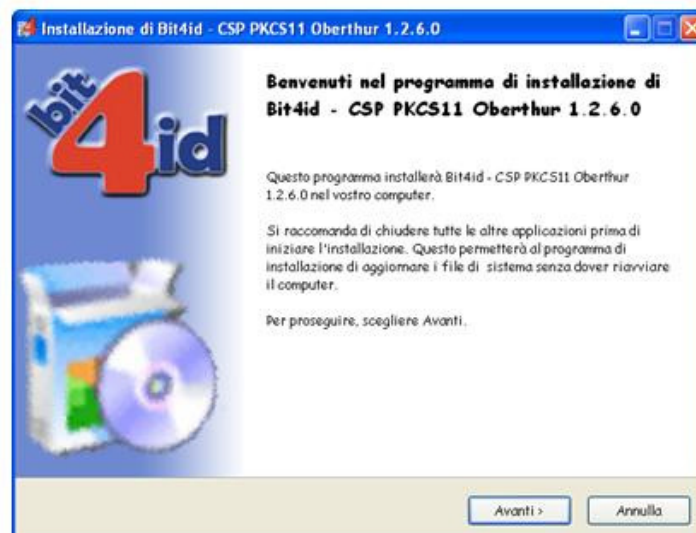 Installazione di Bit4id - CSP PKCS11 Oberthur 1.2.6.0
bit
4
id
Benvenuti nel programma di installazione di
Bit4id - CSP PKCS11 Oberthur 1.2.6.0
Questo programma installerà Bit4id - CSP PKCS11 Oberthur
1.2.6.0 nel vostro computer.
Si raccomanda di chiudere tutte le altre applicazioni prima di
iniziare l'installazione. Questo permetterà al programma di
installazione di aggiornare i file di sistema senza dover riavviare
il computer.
Per proseguire, scegliere Avanti.
Avanti >
Annulla